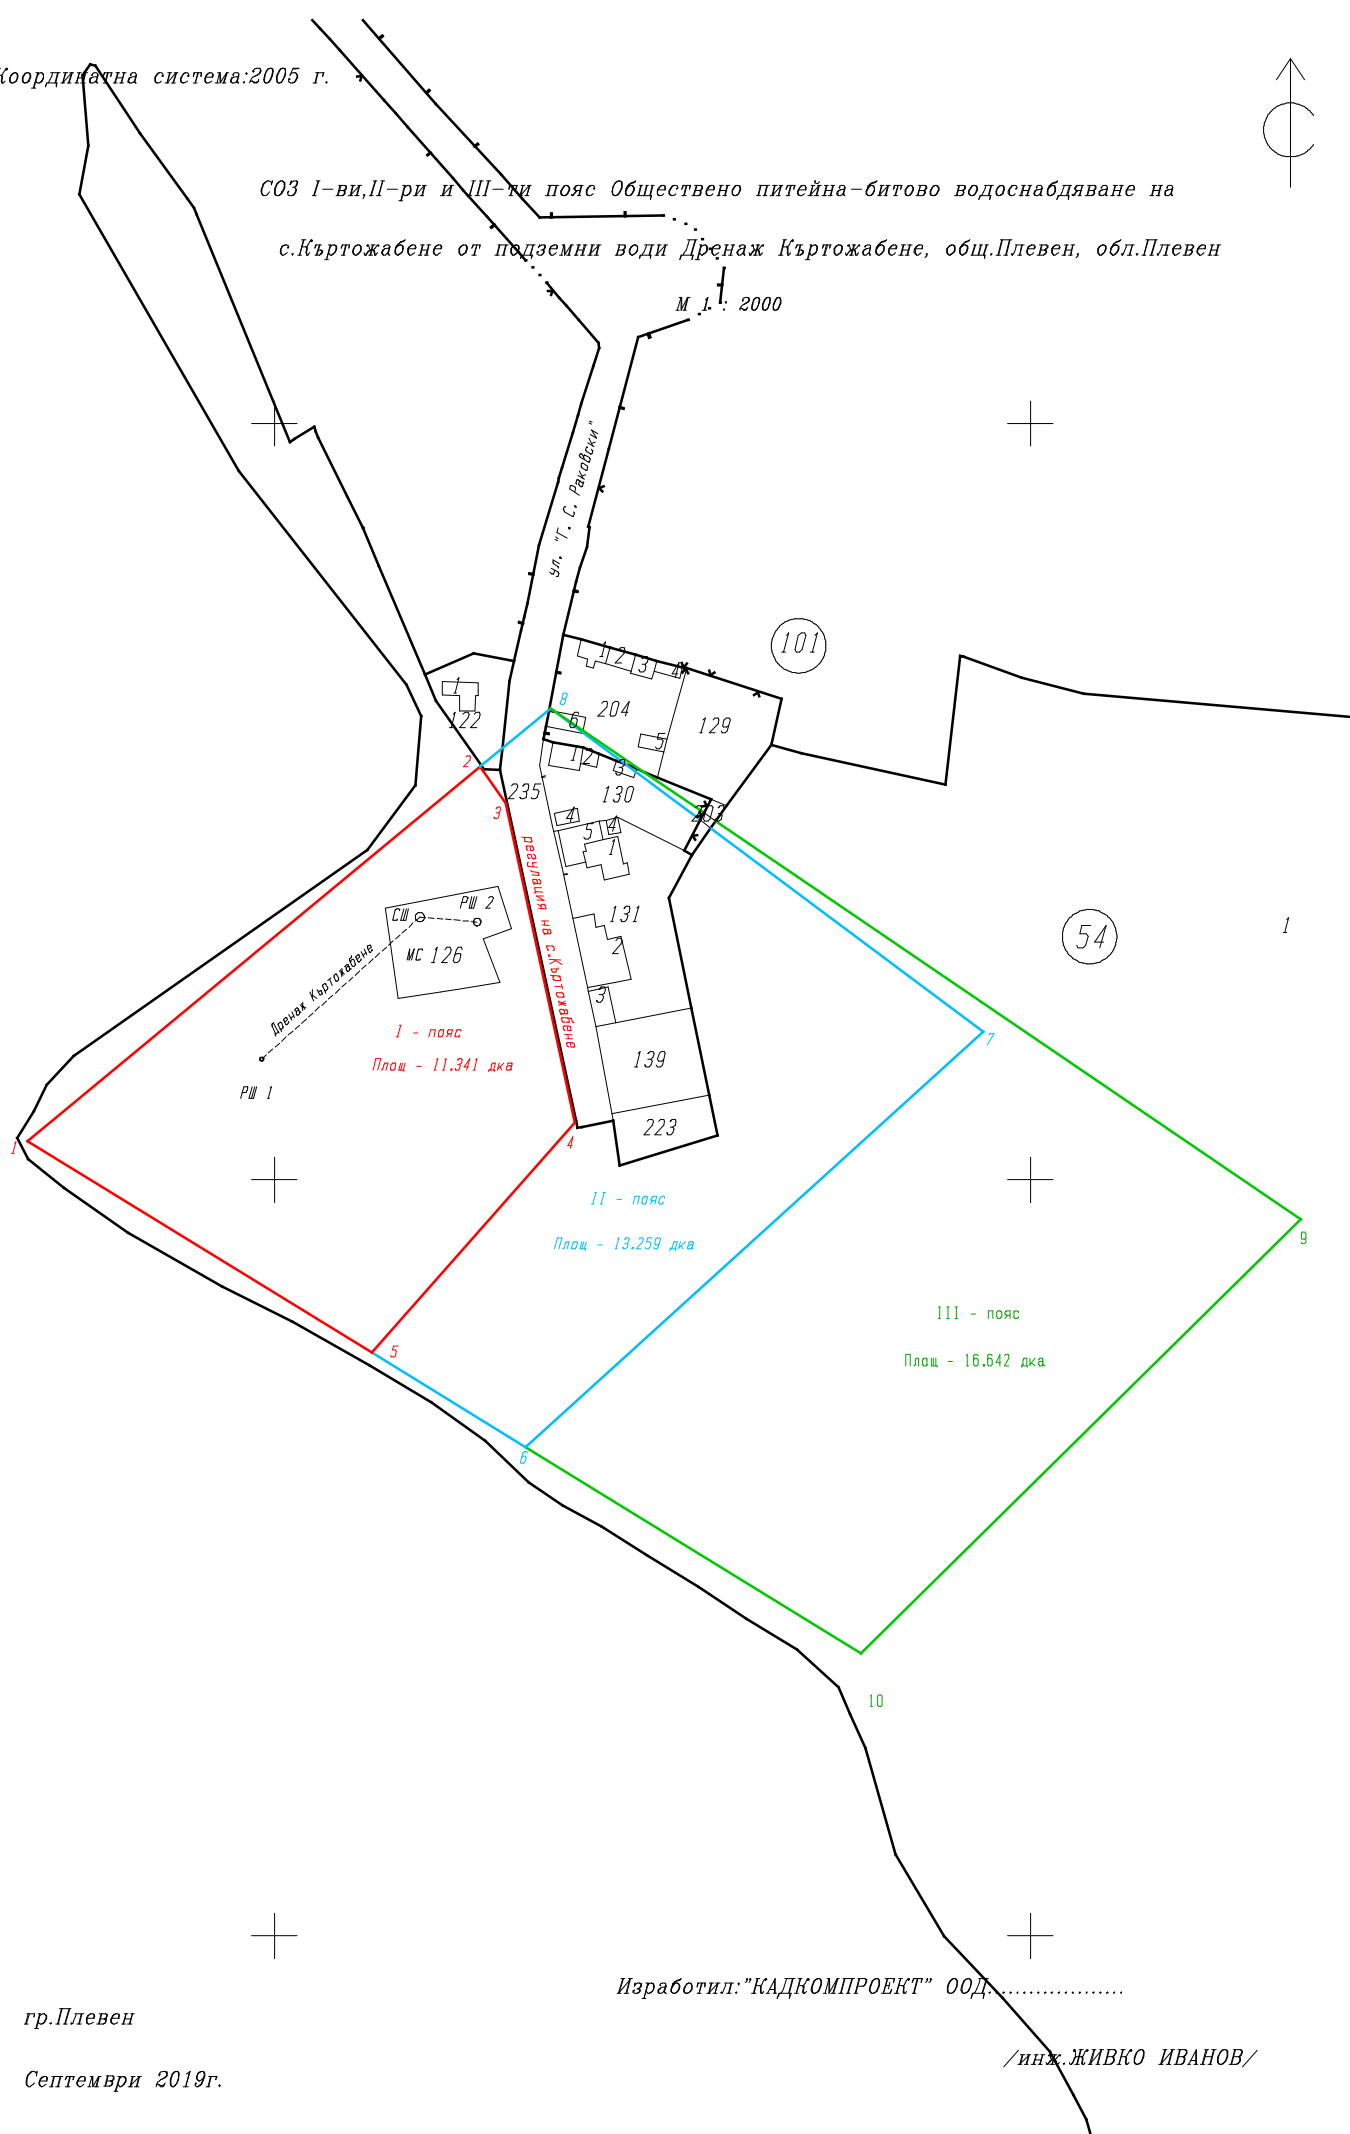 Координатна система:2005 г.
СОЗ I-ви,II-ри и III-ти пояс Обществено питейна-битово водоснабдяване на
с.Къртожабене от подземни води Дренаж Къртожабене, общ.Плевен, обл.Плевен
М 1 : 2000
ул. "Г. С. Раковски"
101
1
2
3
4
204
129
6
5
1
122
8
2
3
235
1
2
3
130
203
4
5
4
1
131
2
3
139
223
регулация на с.Къртожабене
СШ
РШ 2
МС 126
Дренаж Къртожабене
РШ 1
I - пояс
Площ - 11.341 дка
54
1
7
1
4
II - пояс
Площ - 13.259 дка
9
III - пояс
Площ - 16.642 дка
5
6
10
Изработил:"КАДКОМПРОЕКТ" ООД...................
гр.Плевен
/инж.ЖИВКО ИВАНОВ/
Септември 2019г.